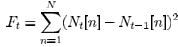 $F_t = \sum_{n=1}^{N} (N_t[n] - N_{t-1}[n])^2$